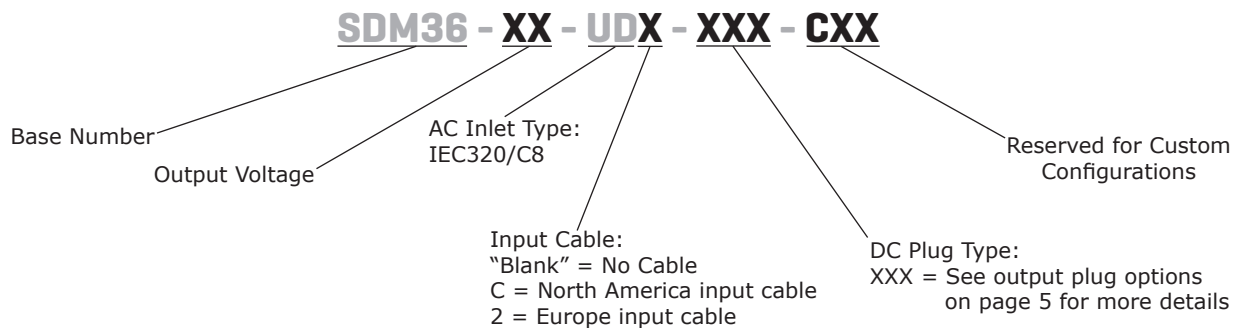 SDM36 - XX - UDX - XXX - CXX
Base Number
Output Voltage
AC Inlet Type:
IEC320/C8
Input Cable:
"Blank" = No Cable
C = North America input cable
2 = Europe input cable
DC Plug Type:
XXX = See output plug options
on page 5 for more details
Reserved for Custom
Configurations